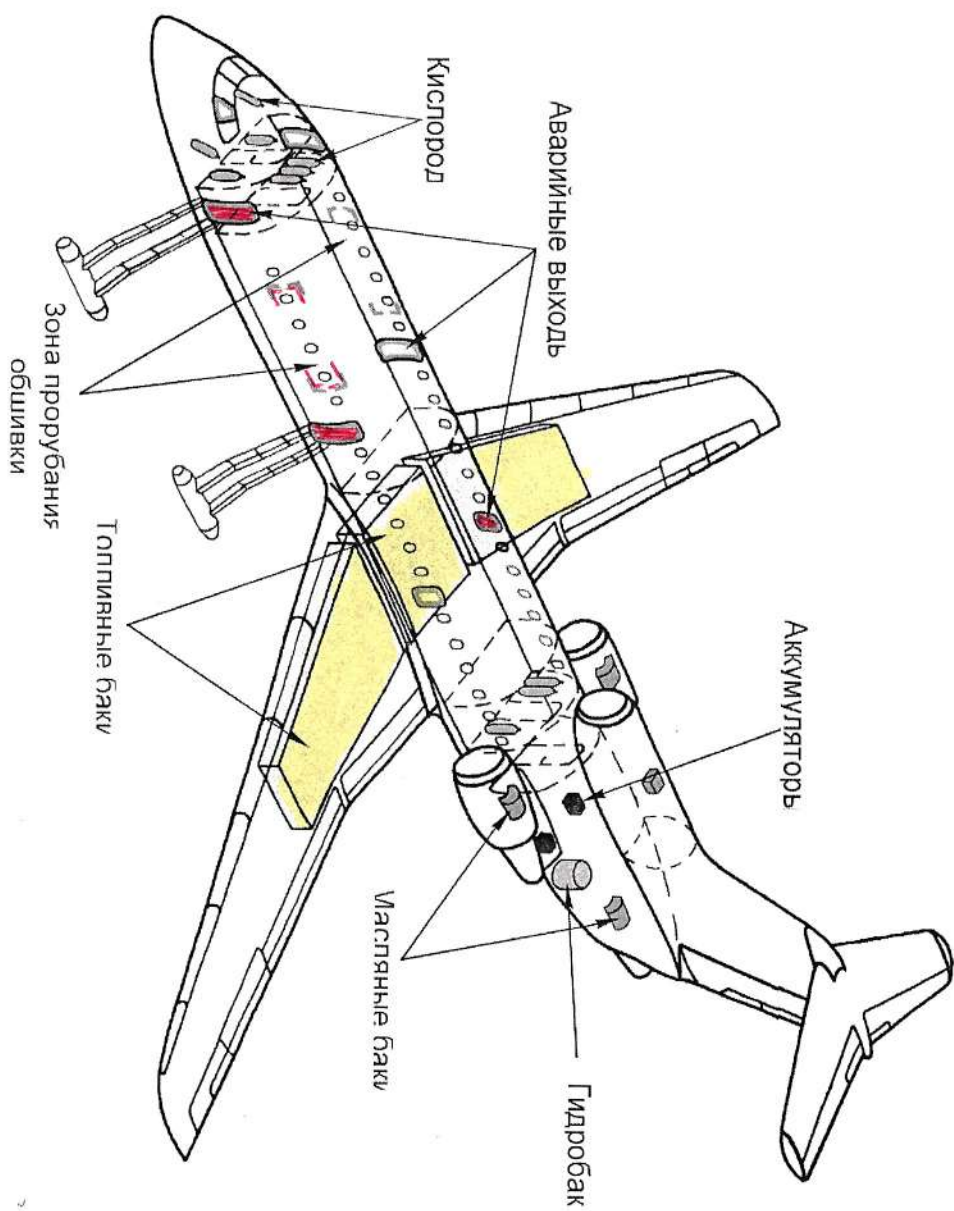 Аккумуляторь
Гидробак
Аварийные выходь
Кислород
Масляные баки
Топливные баки
Зона прорубания
обшивки